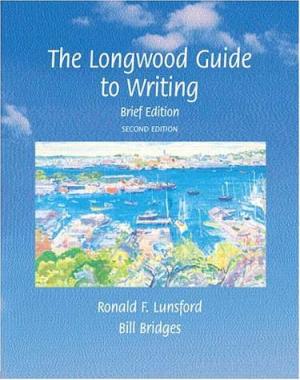 The Longwood Guide
to Writing
Brief Edition
SECOND EDITION
Ronald F. Lunsford
Bill Bridges